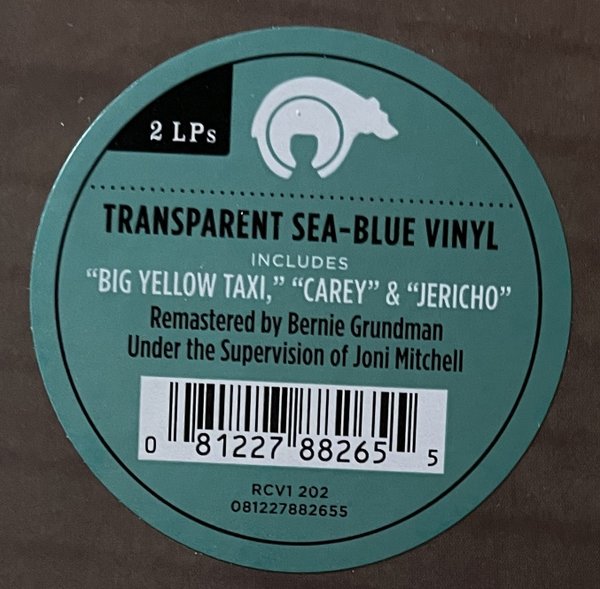 2 LPs
TRANSPARENT SEA-BLUE VINYL
INCLUDES
“BIG YELLOW TAXI,” “CAREY” & “JERICHO”
Remastered by Bernie Grundman
Under the Supervision of Joni Mitchell
0 81227 88265 5
RCV1 202
081227882655